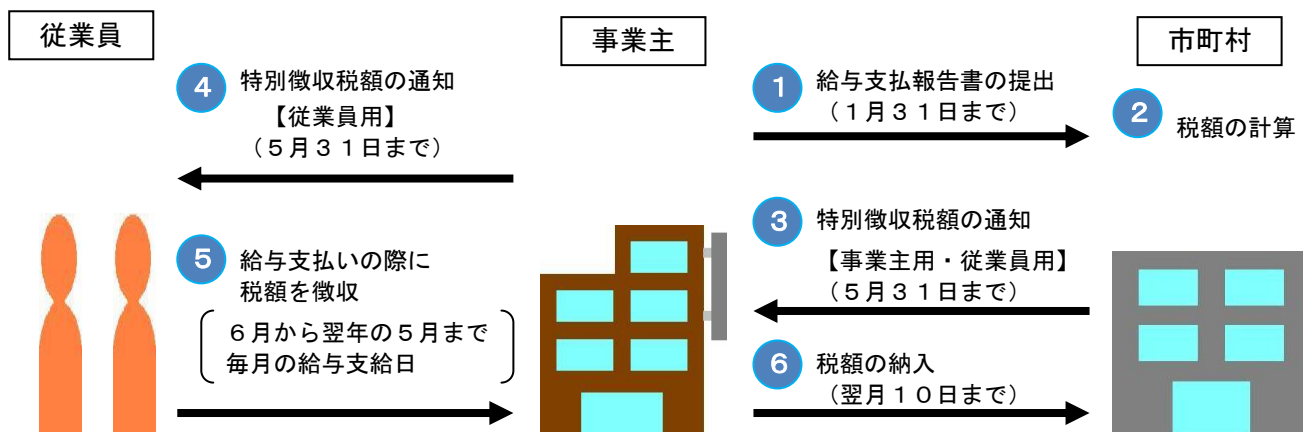 従業員
事業主
市町村
1
給与支払報告書の提出
（１月３１日まで）
2
税額の計算
3
特別徴収税額の通知
【事業主用・従業員用】
（５月３１日まで）
4
特別徴収税額の通知
【従業員用】
（５月３１日まで）
5
給与支払いの際に
税額を徴収
６月から翌年の５月まで
毎月の給与支給日
6
税額の納入
（翌月１０日まで）